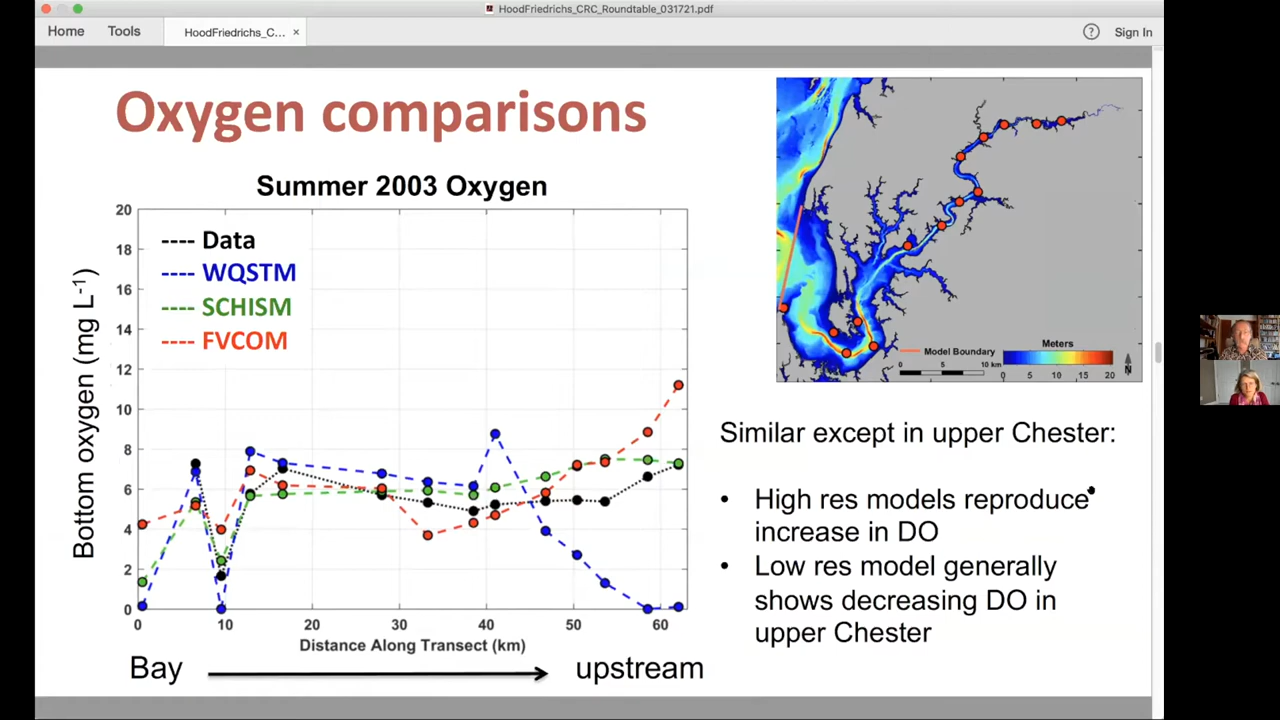 HoodFriedrichs_CRC_Roundtable_031721.pdf
Home Tools HoodFriedrichs_C... × ? Sign In
Oxygen comparisons
Summer 2003 Oxygen
20
18
16
14
12
10
8
6
4
2
0
Bottom oxygen (mg L-1)
---- Data
---- WQSTM
---- SCHISM
---- FVCOM
0 10 20 30 40 50 60
Distance Along Transect (km)
Bay upstream
Model Boundary
0 5 10 km
Meters
0 5 10 15 20
N
Similar except in upper Chester:
• High res models reproduce
increase in DO
• Low res model generally
shows decreasing DO in
upper Chester